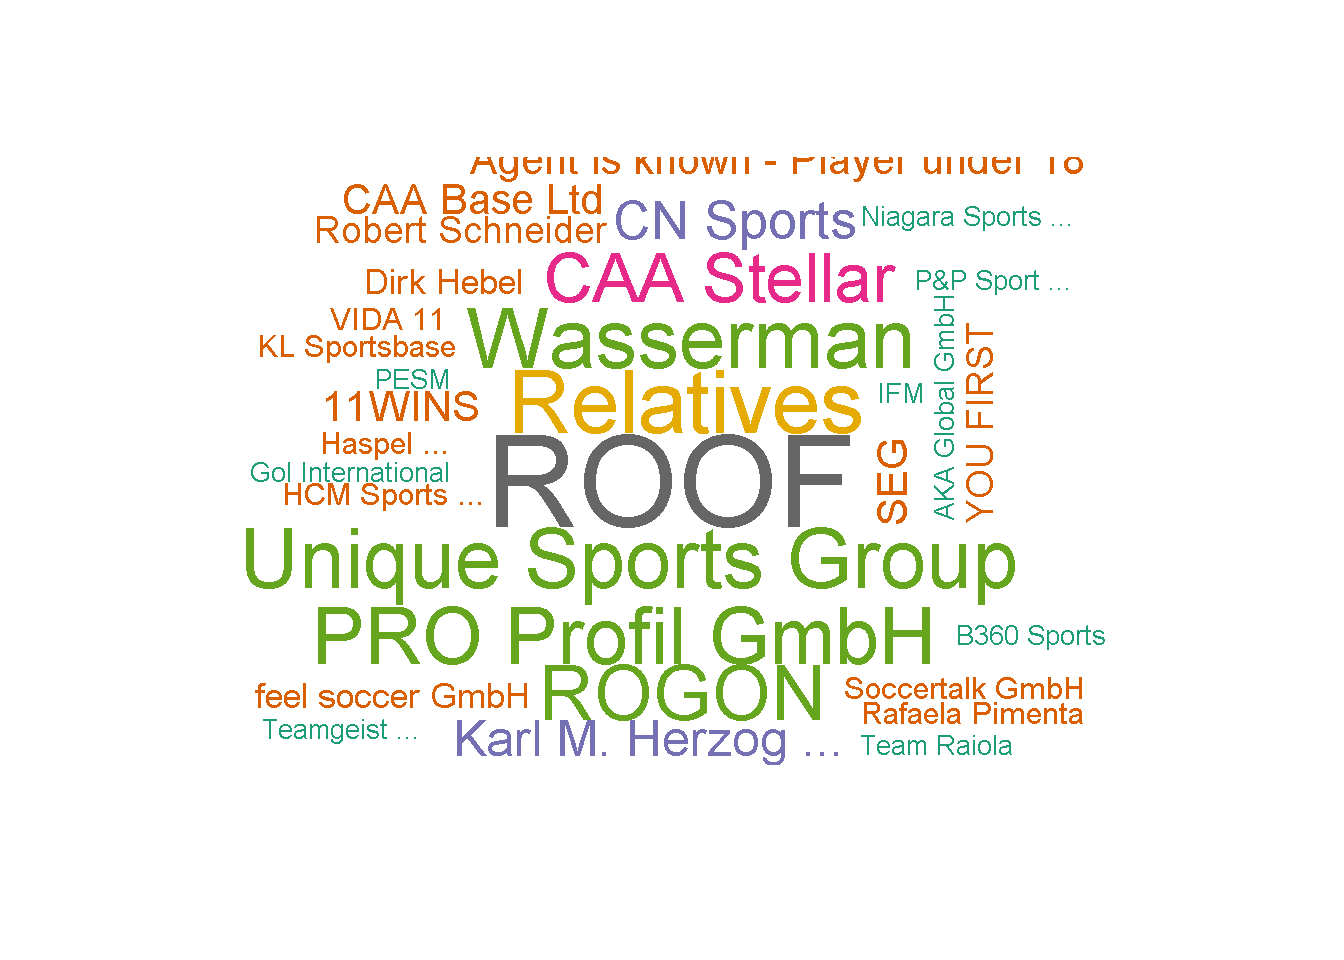 Agent is known - Player under 18
CAA Base Ltd
Robert Schneider
CN Sports
Niagara Sports ...
Dirk Hebel
CAA Stellar
P&P Sport ...
VIDA 11
KL Sportsbase
Wasserman
PESM
11WINS
Relatives
IFM
AKA Global GmbH
YOU FIRST
Haspel ...
Gol International
HCM Sports ...
ROOF
SEG
Unique Sports Group
PRO Profil GmbH
B360 Sports
feel soccer GmbH
ROGON
Soccertalk GmbH
Rafaela Pimenta
Teamgeist ...
Karl M. Herzog ...
Team Raiola